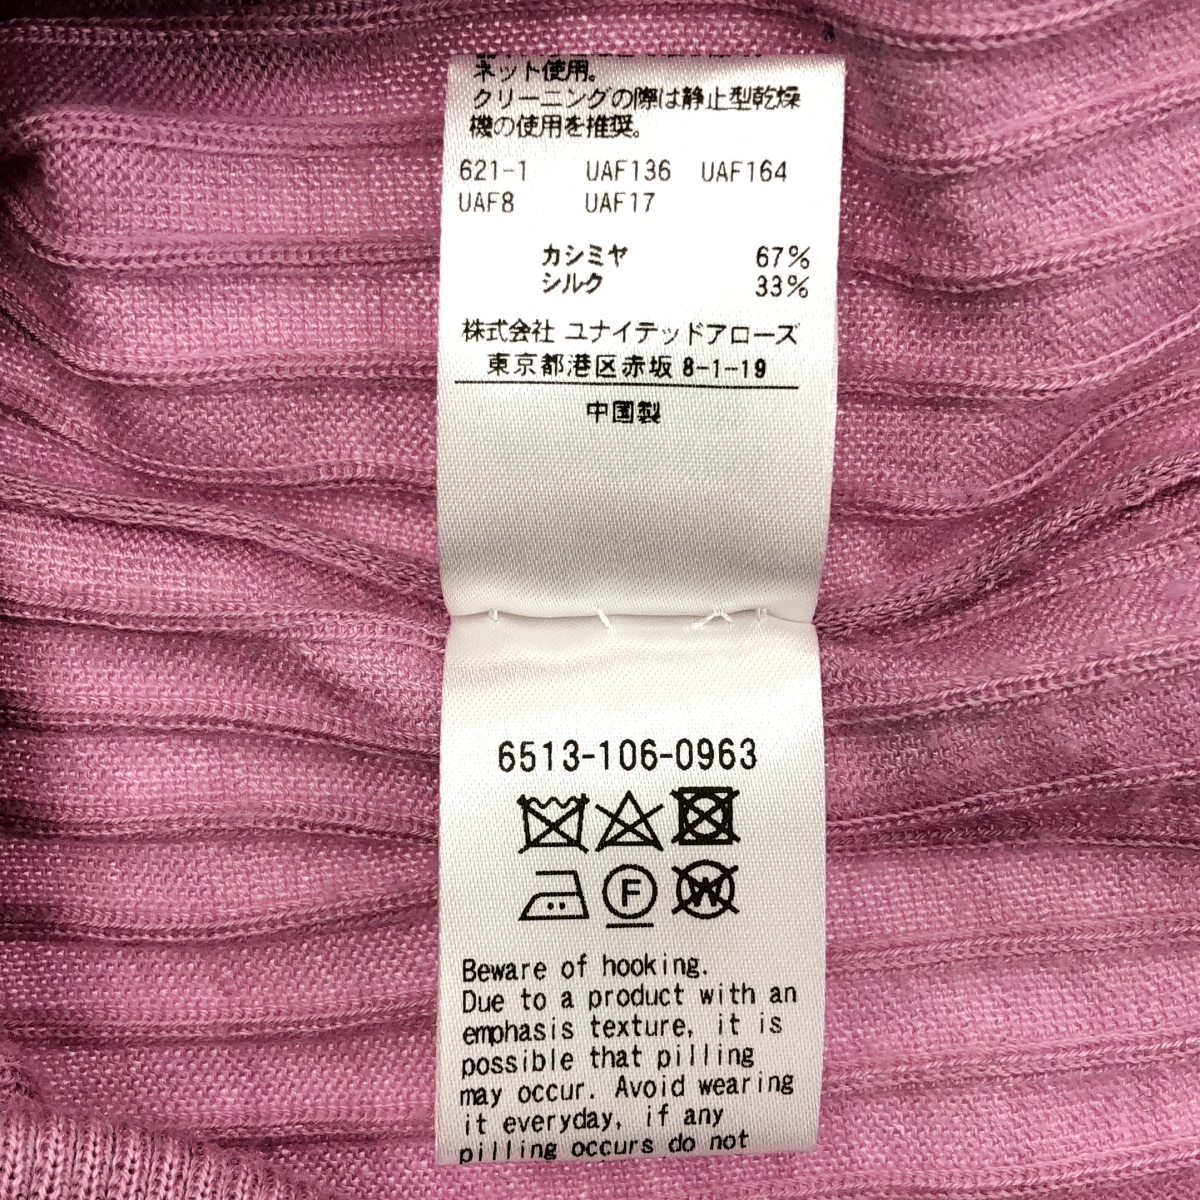 ネット使用。
クリーニングの際は静止型乾燥
機の使用を推奨。
621-1 UAF136 UAF164
UAF8 UAF17
カシミヤ 67%
シルク 33%
株式会社 ユナイテッドアローズ
東京都港区赤坂 8-1-19
中国製
6513-106-0963
F
W
Beware of hooking.
Due to a product with an
emphasis texture, it is
possible that pilling
may occur. Avoid wearing
it everyday, if any
pilling occurs do not